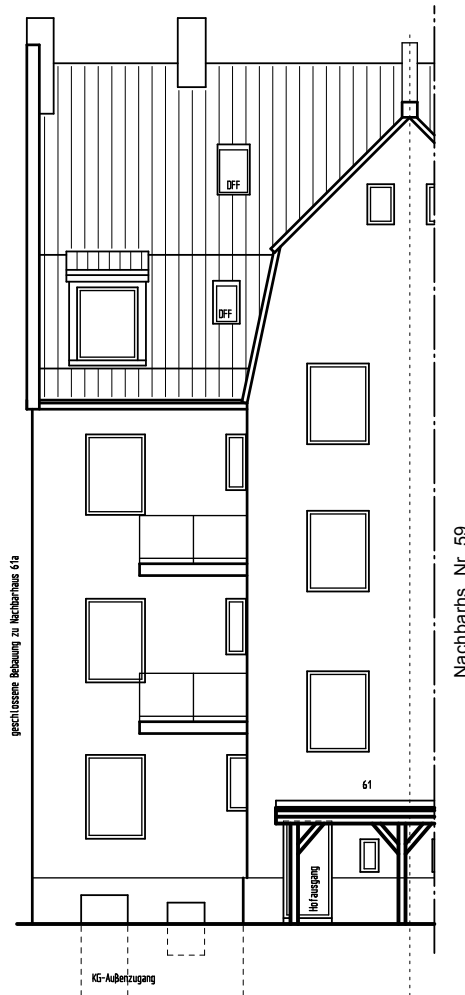 DFF
DFF
geschlossene Bebauung zu Nachbarhaus 61a
Nachbarhs. Nr. 59
61
Hofausgang
KG-Außenzugang